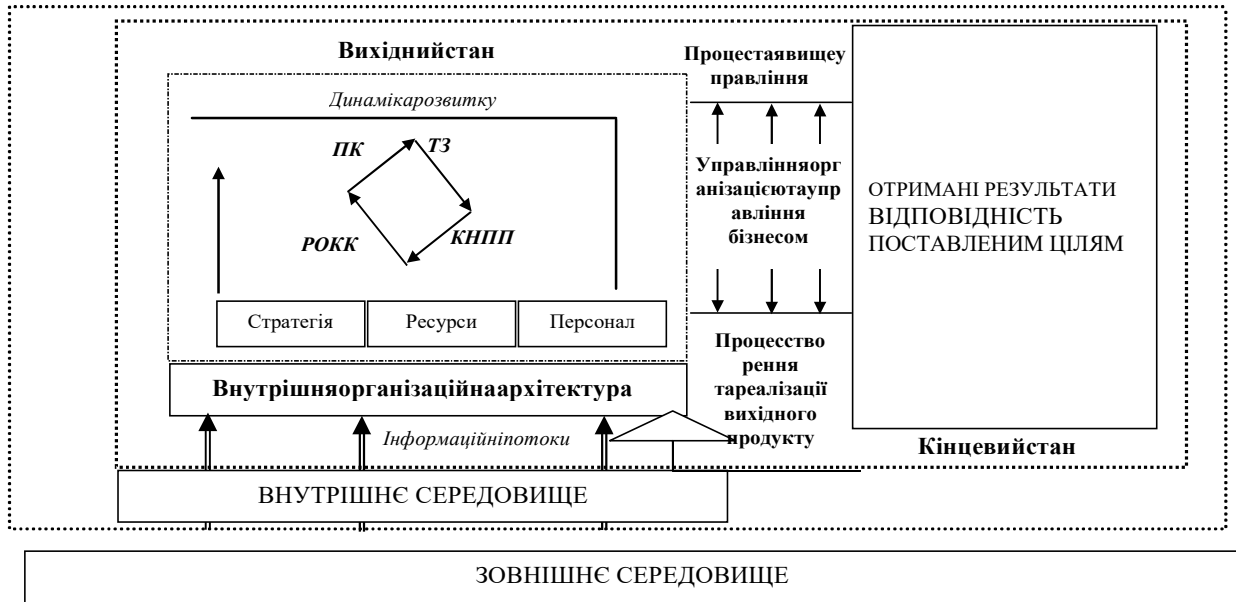 Вихіднийстан
Динамікарозвитку
ПК
ТЗ
РОКК
КНПП
Стратегія
Ресурси
Персонал
Внутрішняорганізаційнаархітектура
Інформаційніпотоки
Процестаявищеу
правління
Управлінняорг
анізацієютаупр
авління
бізнесом
Процесство
рення
тареалізації
вихідного
продукту
ОТРИМАНІ РЕЗУЛЬТАТИ
ВІДПОВІДНІСТЬ
ПОСТАВЛЕНИМ ЦІЛЯМ
Кінцевийстан
ВНУТРІШНЄ СЕРЕДОВИЩЕ
ЗОВНІШНЄ СЕРЕДОВИЩЕ